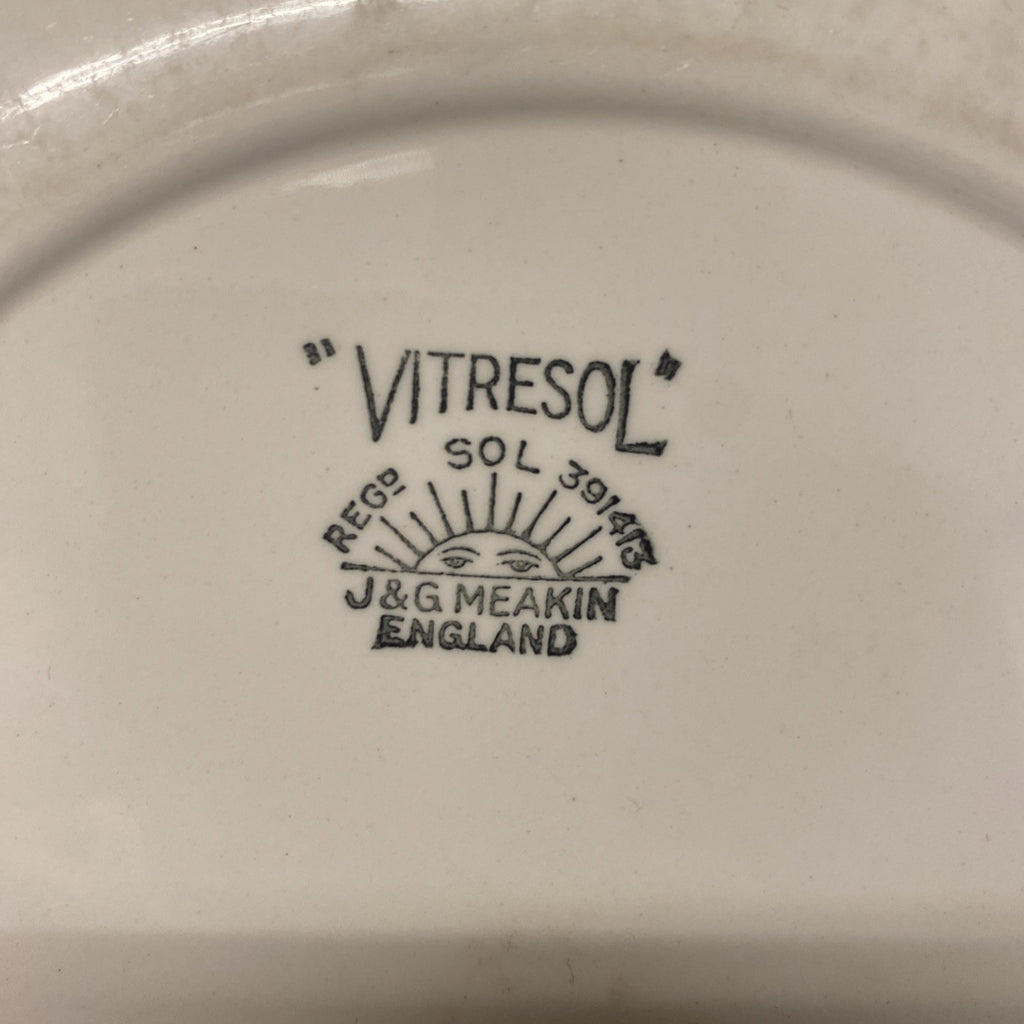 "VITRESOL"
SOL
REGD 391413
J&G MEAKIN
ENGLAND